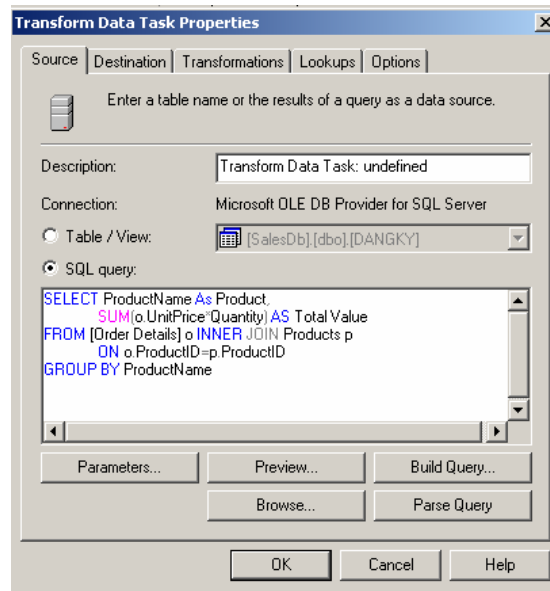 Transform Data Task Properties
Source Destination Transformations Lookups Options
Enter a table name or the results of a query as a data source.
Description: Transform Data Task: undefined
Connection: Microsoft OLE DB Provider for SQL Server
Table / View: [SalesDb].[dbo].[DANGKY]
SQL query:
SELECT ProductName As Product,
SUM(o.UnitPrice*Quantity) AS Total Value
FROM [Order Details] o INNER JOIN Products p
ON o.ProductID=p.ProductID
GROUP BY ProductName
Parameters... Preview... Build Query...
Browse... Parse Query
OK Cancel Help